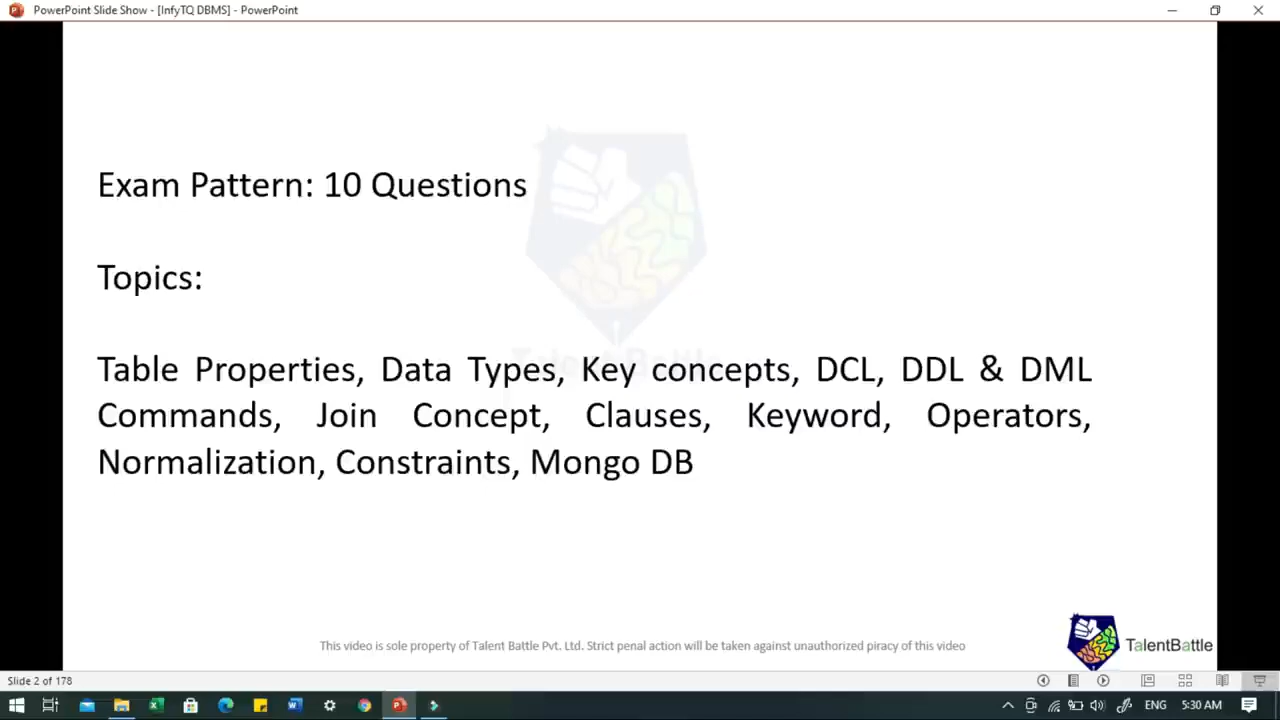 PowerPoint Slide Show - [InfyTQ DBMS] - PowerPoint
Exam Pattern: 10 Questions
Topics:
Table Properties, Data Types, Key concepts, DCL, DDL & DML
Commands, Join Concept, Clauses, Keyword, Operators,
Normalization, Constraints, Mongo DB
Talent Battle
This video is sole property of Talent Battle Pvt. Ltd. Strict penal action will be taken against unauthorized piracy of this video
TalentBattle
Slide 2 of 178
ENG 5:30 AM